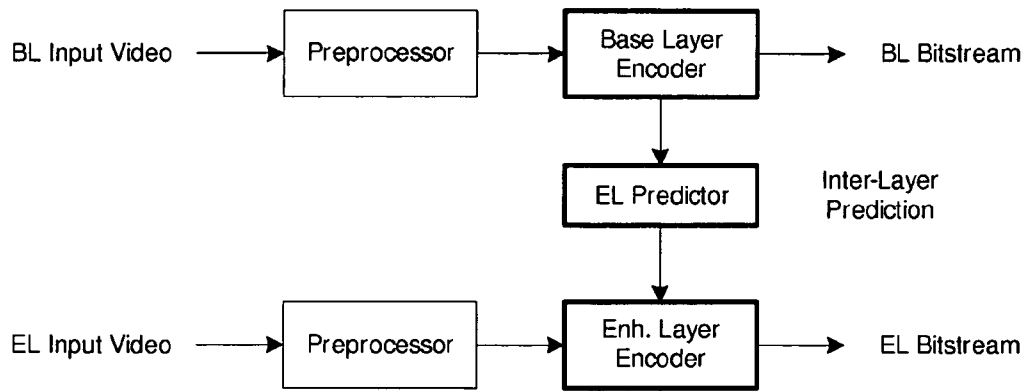 BL Input Video
Preprocessor
Base Layer
Encoder
BL Bitstream
EL Predictor
Inter-Layer
Prediction
EL Input Video
Preprocessor
Enh. Layer
Encoder
EL Bitstream